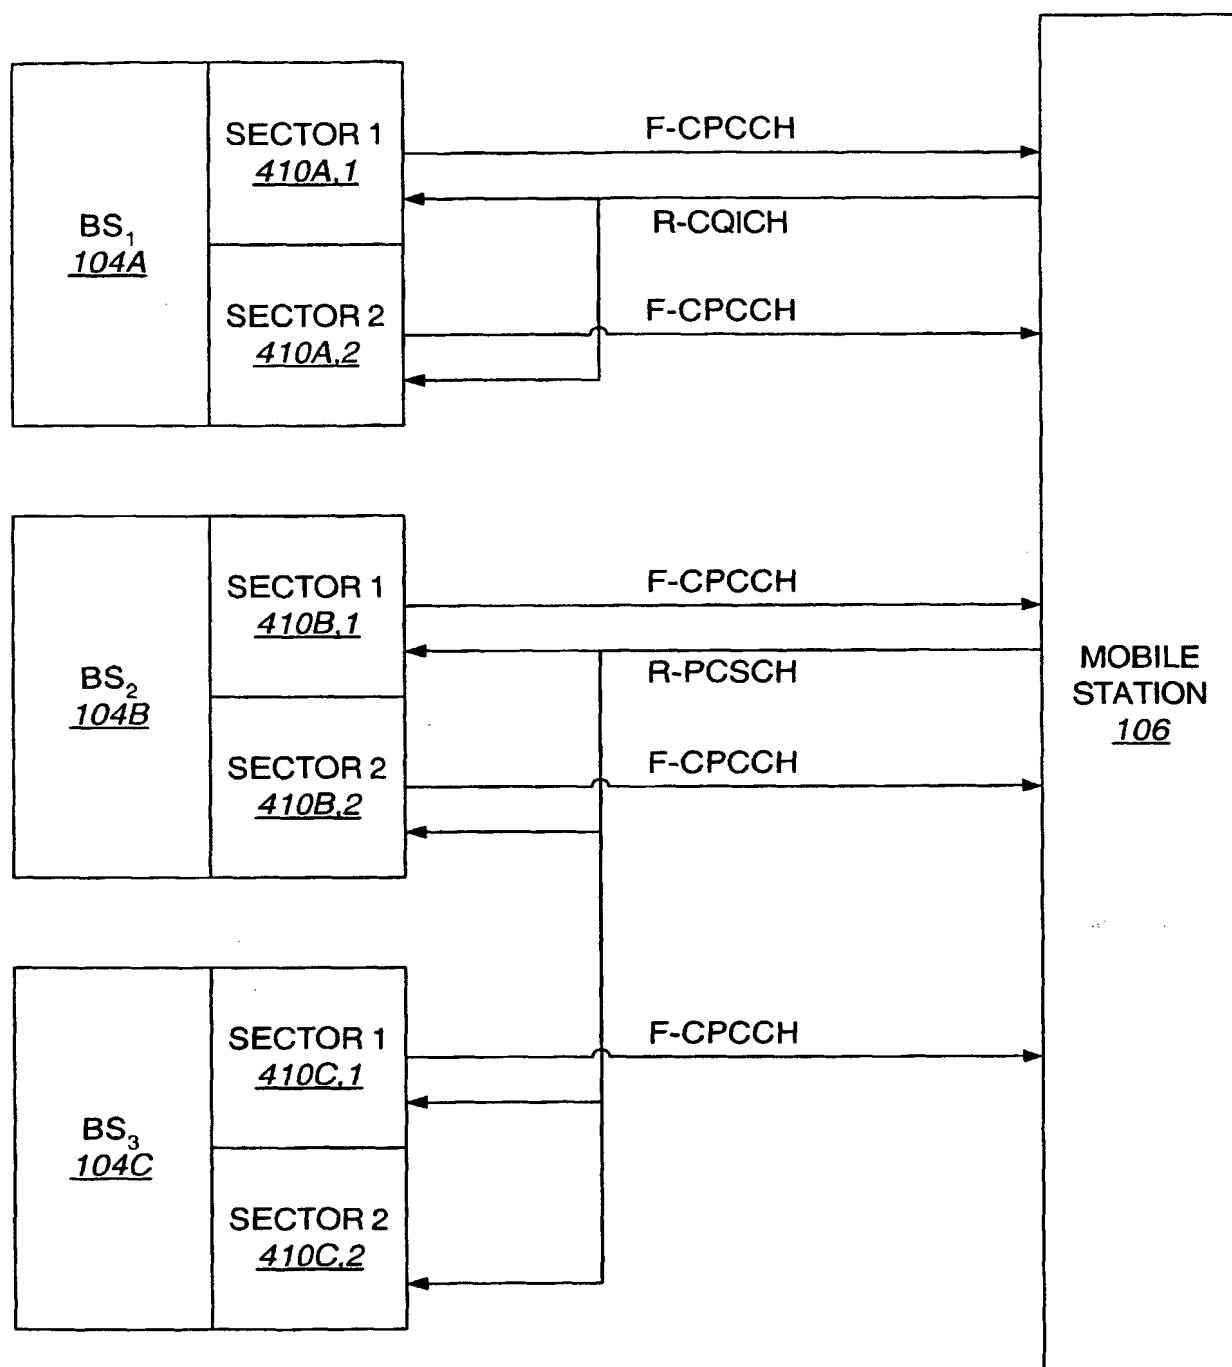 BS1
104A
SECTOR 1
410A,1
SECTOR 2
410A,2
F-CPCCH
R-CQICH
F-CPCCH
BS2
104B
SECTOR 1
410B,1
SECTOR 2
410B,2
F-CPCCH
R-PCSCH
F-CPCCH
BS3
104C
SECTOR 1
410C,1
SECTOR 2
410C,2
F-CPCCH
MOBILE
STATION
106